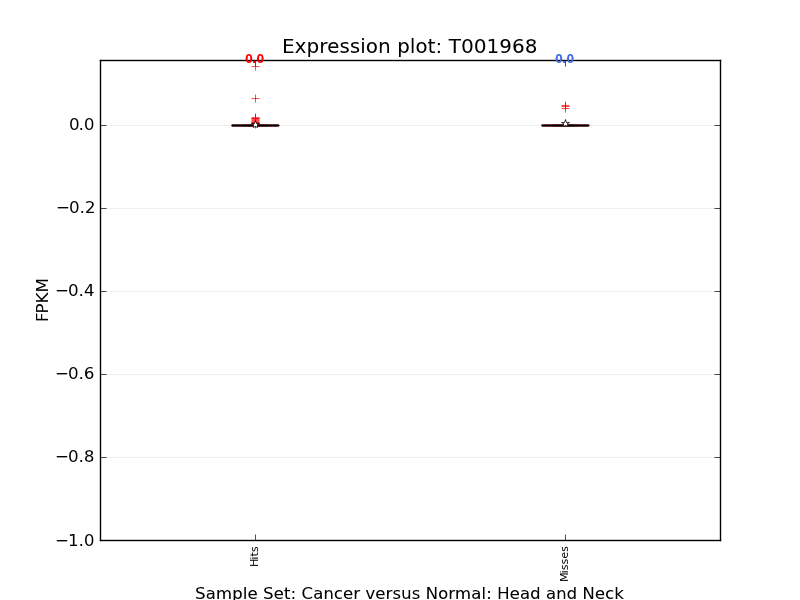 Expression plot: T001968
0.0 0.0
0.0
−0.2
−0.4
−0.6
−0.8
−1.0
FPKM
Hits
Misses
Sample Set: Cancer versus Normal: Head and Neck